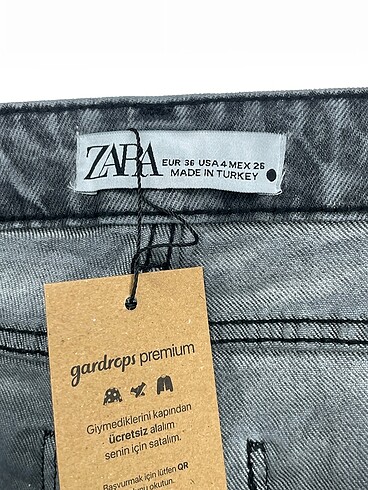 ZARA
EUR 36 USA 4 MEX 26
MADE IN TURKEY
gardrops premium
Giymediklerini kapından
ücretsiz alalım
senin için satalım.
Başvurmak için lütfen QR
okutun